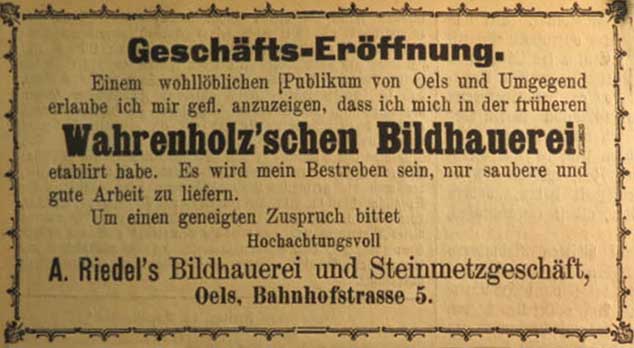 Geschäfts-Eröffnung.
Einem wohllöblichen Publikum von Oels und Umgegend
erlaube ich mir gefl. anzuzeigen, dass ich mich in der früheren
Wahrenholz'schen Bildhauerei
etablirt habe. Es wird mein Bestreben sein, nur saubere und
gute Arbeit zu liefern.
Um einen geneigten Zuspruch bittet
Hochachtungsvoll
A. Riedel's Bildhauerei und Steinmetzgeschäft,
Oels, Bahnhofstrasse 5.